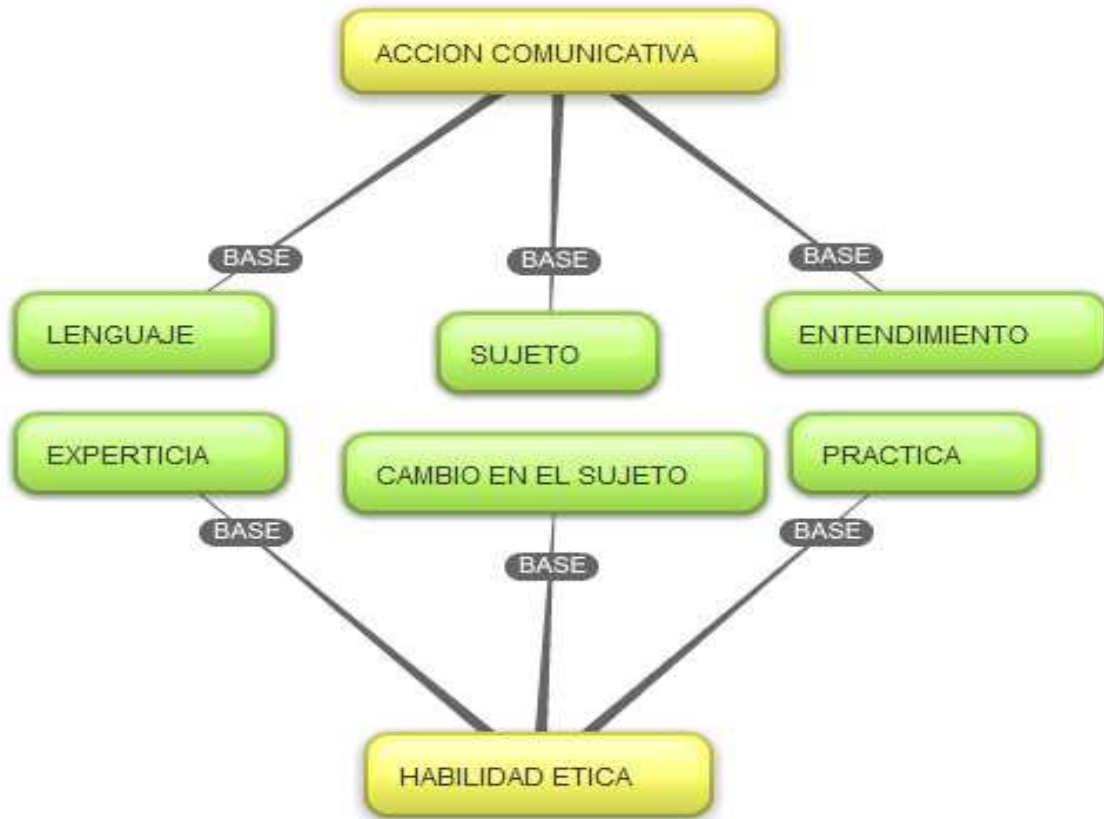 ACCION COMUNICATIVA
BASE
BASE
BASE
LENGUAJE
SUJETO
ENTENDIMIENTO
EXPERTICIA
CAMBIO EN EL SUJETO
PRACTICA
BASE
BASE
BASE
HABILIDAD ETICA